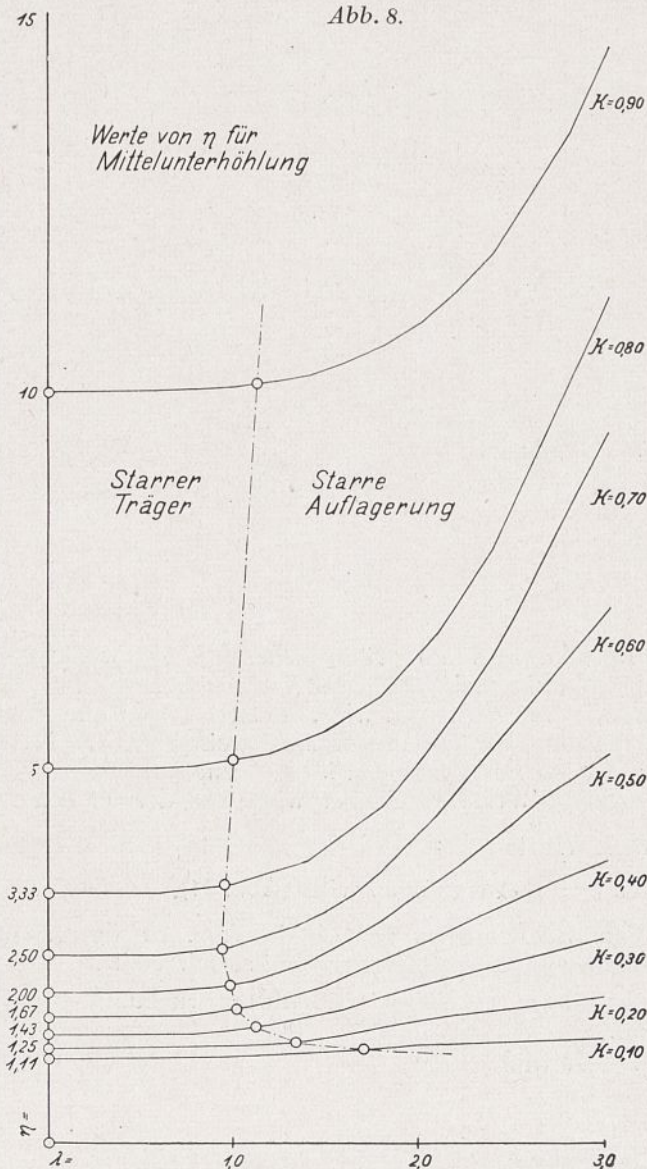 Abb. 8.
15
Werte von η für
Mittelunterhöhlung
ϰ=0,90
ϰ=0,80
10
Starrer
Träger
Starre
Auflagerung
ϰ=0,70
ϰ=0,60
5
ϰ=0,50
3,33
ϰ=0,40
2,50
ϰ=0,30
2,00
1,67
ϰ=0,20
1,43
1,25
ϰ=0,10
1,11
η=
λ=
1,0
2,0
3,0